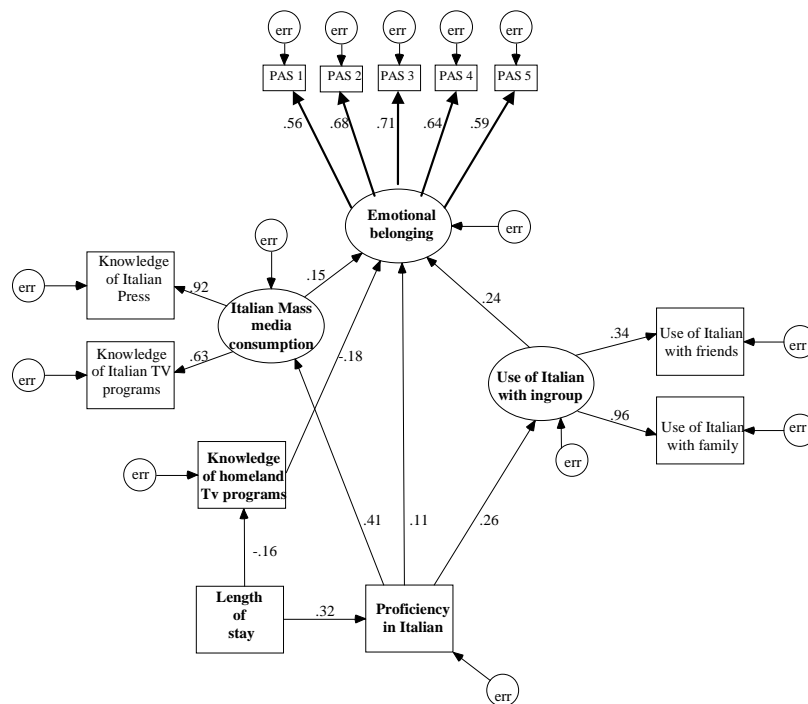 err
err
err
err
err
PAS 1
PAS 2
PAS 3
PAS 4
PAS 5
.56
.68
.71
.64
.59
Emotional
belonging
err
err
Knowledge
of Italian
Press
err
.92
.15
Italian Mass
media
consumption
.24
Knowledge
of Italian TV
programs
err
.63
-.18
Use of Italian
with ingroup
.34
Use of Italian
with friends
err
.96
Use of Italian
with family
err
err
Knowledge
of homeland
Tv programs
err
.41
.11
.26
-.16
Length
of
stay
.32
Proficiency
in Italian
err